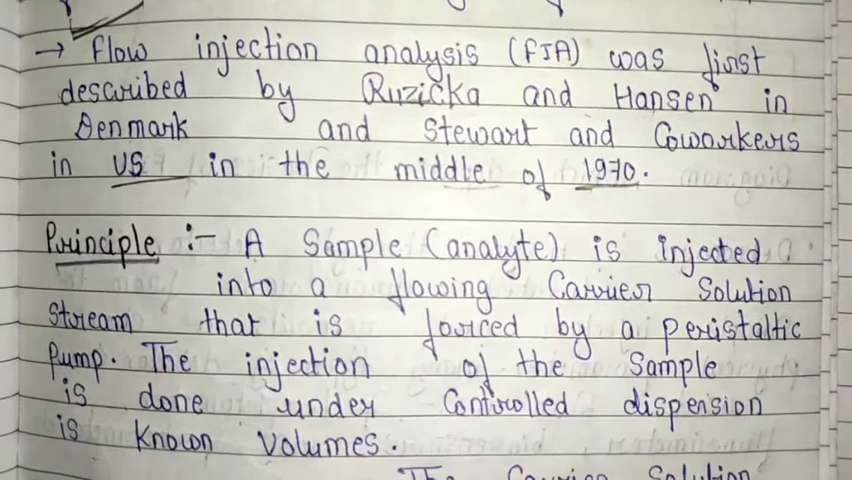 → Flow injection analysis (FIA) was first
described by Ruzicka and Hansen in
Denmark and Stewart and Coworkers
in US in the middle of 1970.
Principle :- A Sample (analyte) is injected
into a flowing Carrier Solution
Stream that is forced by a peristaltic
Pump. The injection of the Sample
is done under Controlled dispension
is Known Volumes.
The Carrier Solution